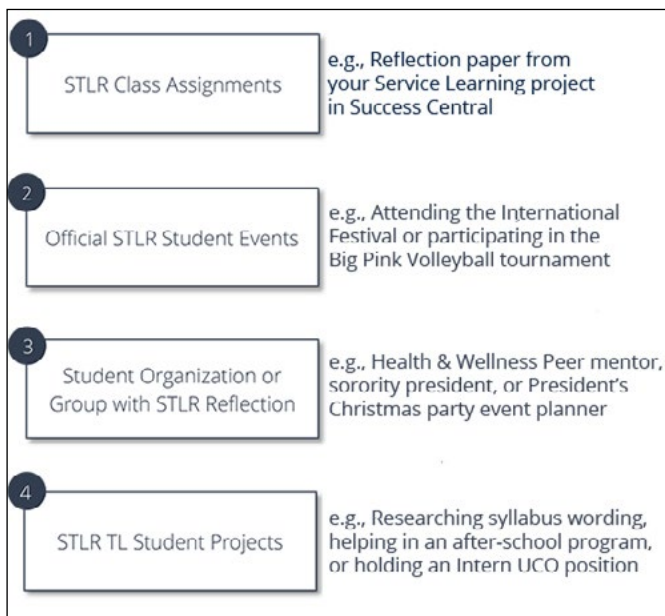 1
STLR Class Assignments
e.g., Reflection paper from
your Service Learning project
in Success Central
2
Official STLR Student Events
e.g., Attending the International
Festival or participating in the
Big Pink Volleyball tournament
3
Student Organization or
Group with STLR Reflection
e.g., Health & Wellness Peer mentor,
sorority president, or President's
Christmas party event planner
4
STLR TL Student Projects
e.g., Researching syllabus wording,
helping in an after-school program,
or holding an Intern UCO position